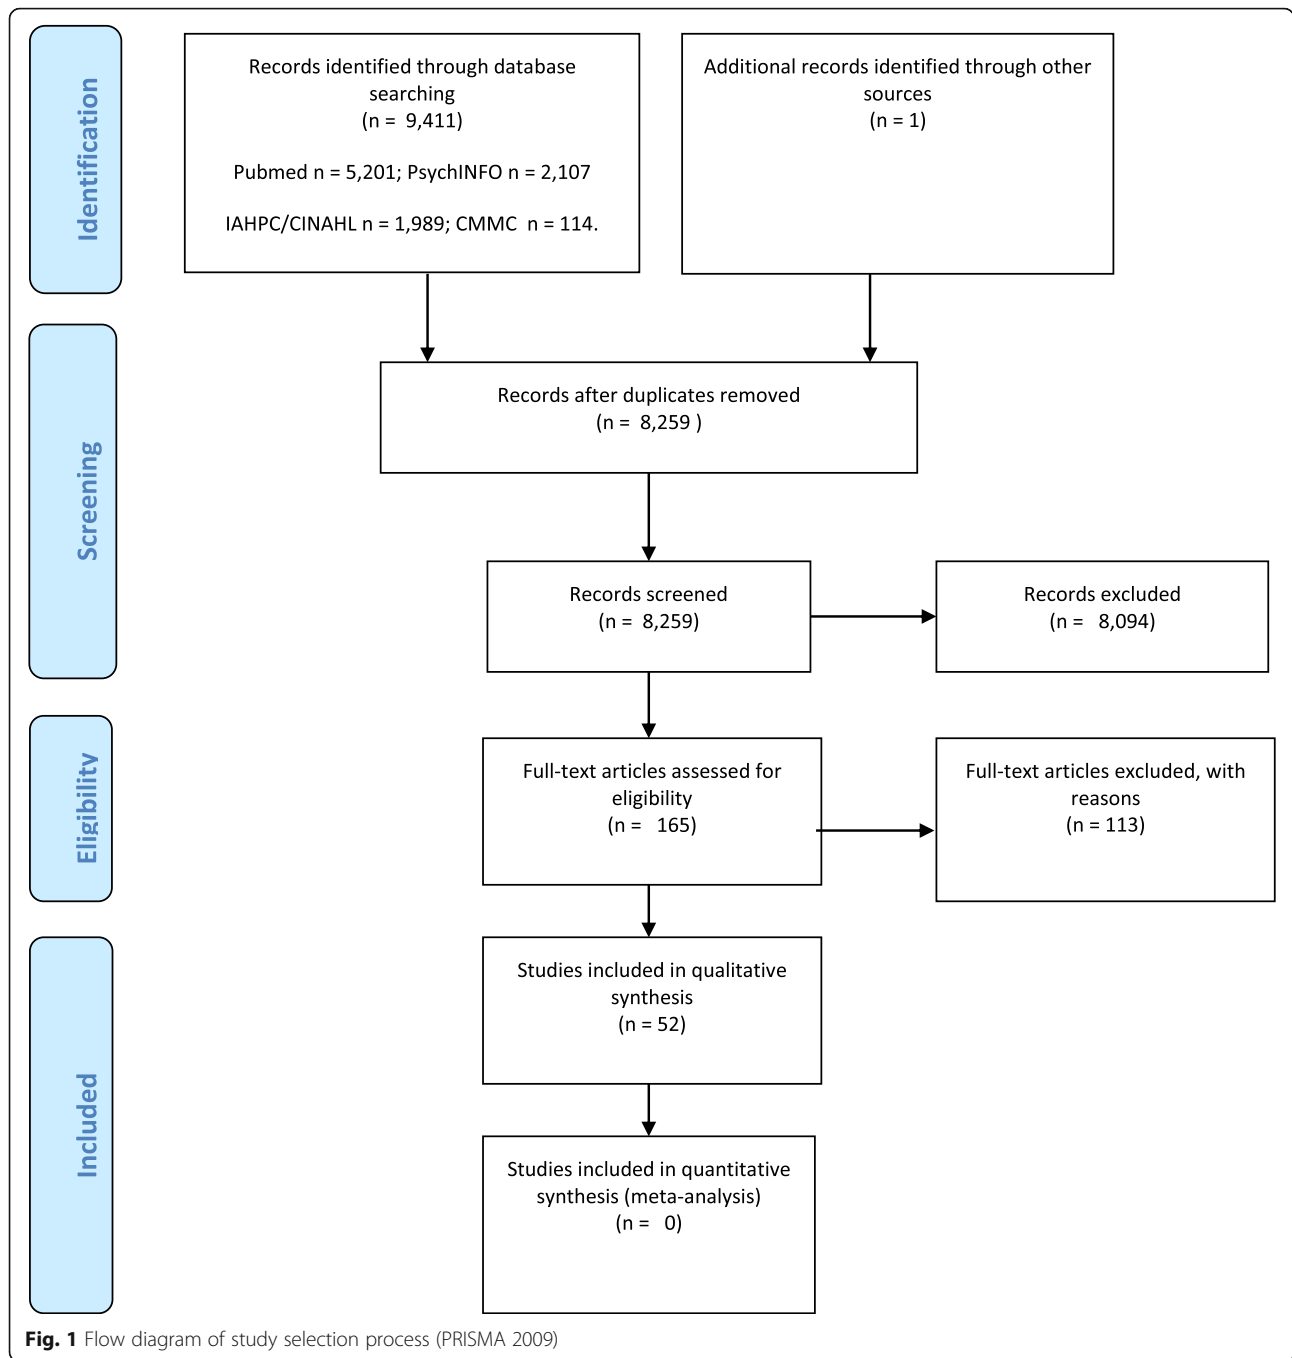 Identification
Records identified through database
searching
(n =  9,411)
Pubmed n = 5,201; PsychINFO n = 2,107
IAHPC/CINAHL n = 1,989; CMMC  n = 114.
Additional records identified through other
sources
(n = 1)
Screening
Records after duplicates removed
(n =  8,259 )
Records screened
(n =  8,259)
Records excluded
(n =   8,094)
Eligibility
Full-text articles assessed for
eligibility
(n =   165)
Full-text articles excluded, with
reasons
(n = 113)
Included
Studies included in qualitative
synthesis
(n = 52)
Studies included in quantitative
synthesis (meta-analysis)
(n =   0)
Fig. 1 Flow diagram of study selection process (PRISMA 2009)